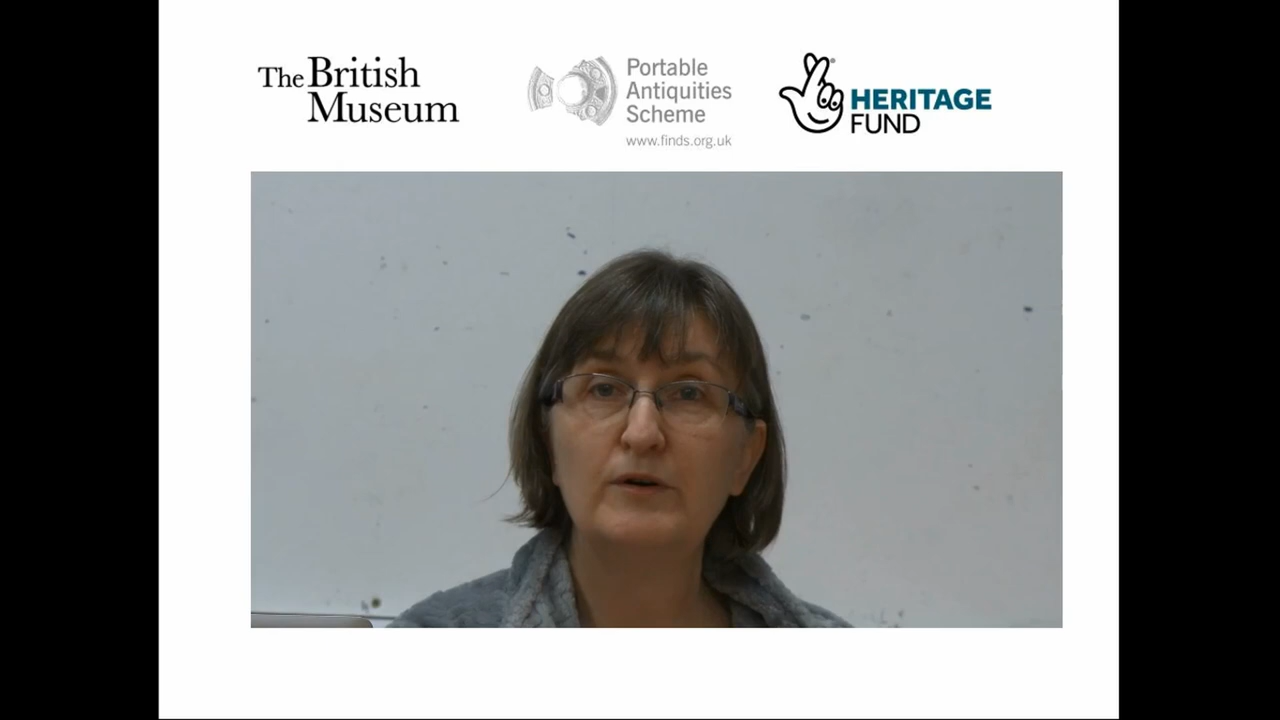 The British
Museum
Portable
Antiquities
Scheme
www.finds.org.uk
HERITAGE
FUND